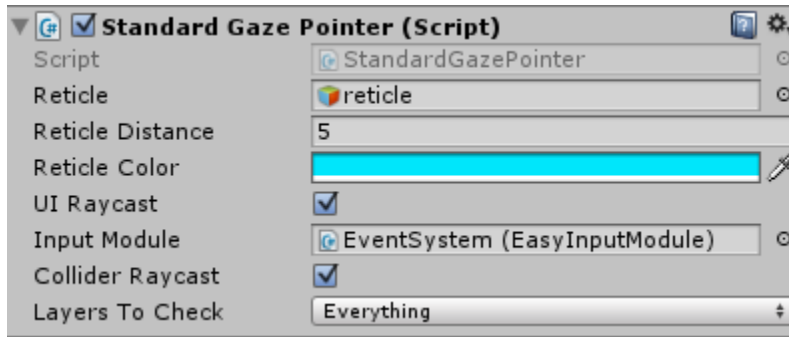 Standard Gaze Pointer (Script)
Script StandardGazePointer
Reticle reticle
Reticle Distance 5
Reticle Color
UI Raycast
Input Module EventSystem (EasyInputModule)
Collider Raycast
Layers To Check Everything